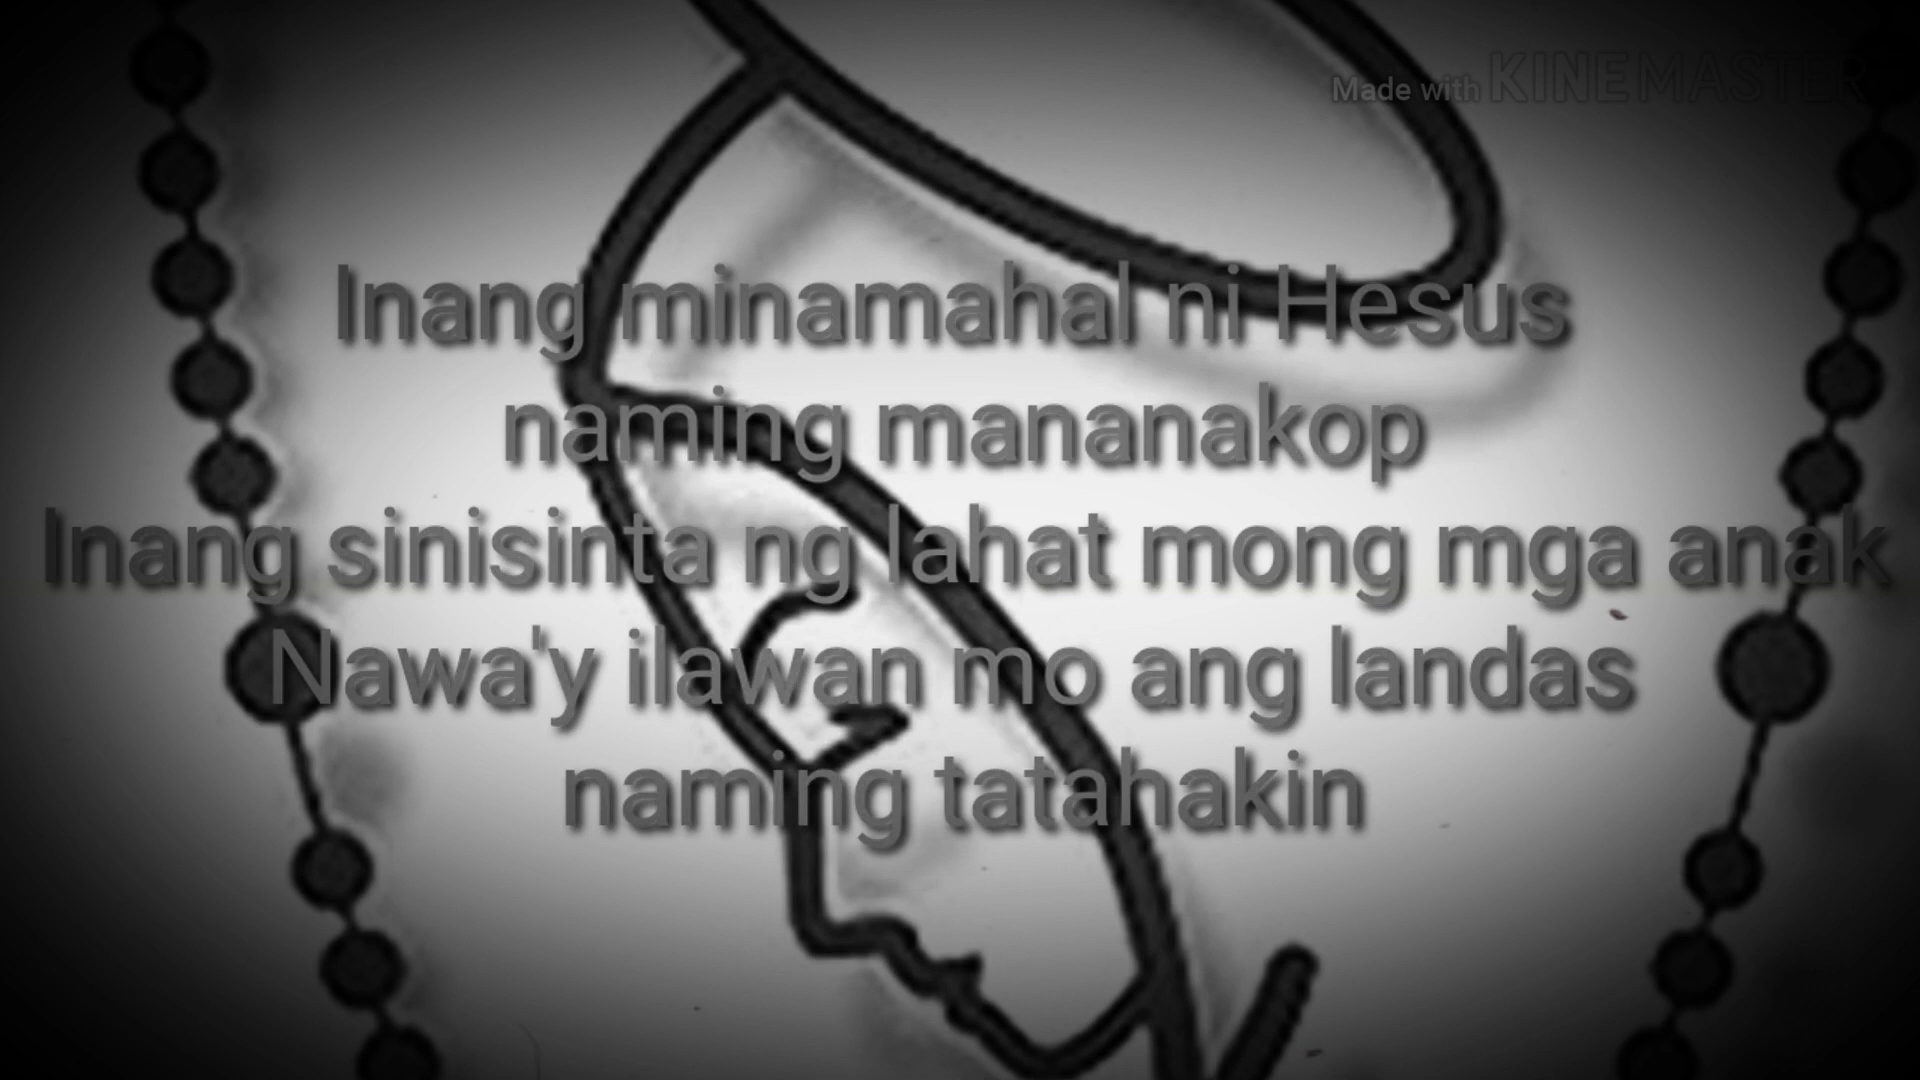 Made with KINEMASTER
Inang minamahal ni Hesus
naming mananakop
Inang sinisinta ng lahat mong mga anak
Nawa'y ilawan mo ang landas
naming tatahakin